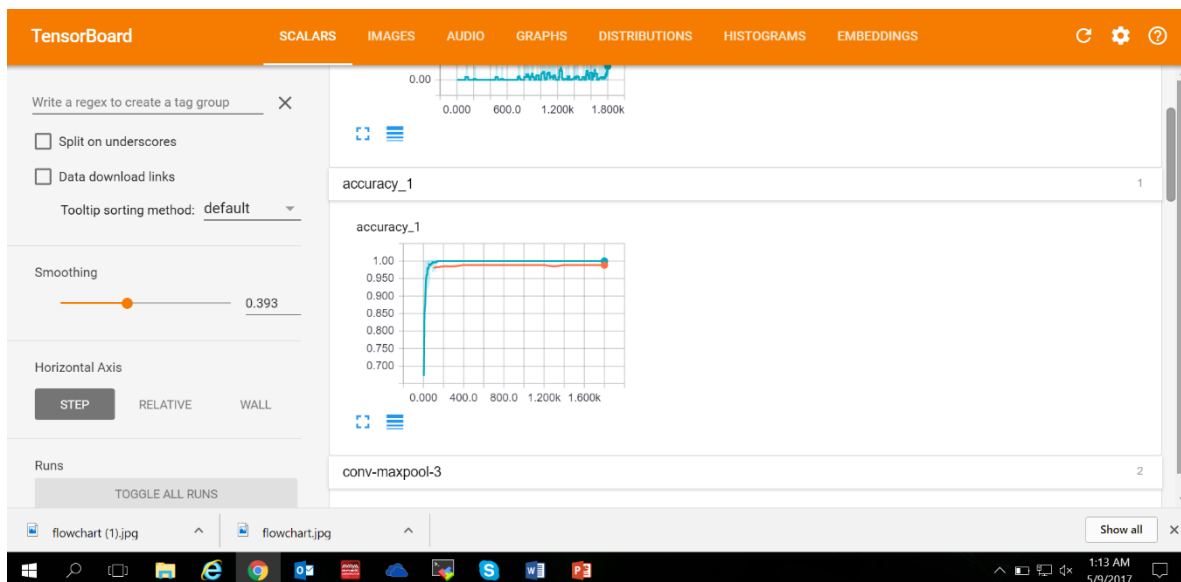 TensorBoard SCALARS IMAGES AUDIO GRAPHS DISTRIBUTIONS HISTOGRAMS EMBEDDINGS
Write a regex to create a tag group
Split on underscores
Data download links
Tooltip sorting method: default
Smoothing
0.393
Horizontal Axis
STEP RELATIVE WALL
Runs
TOGGLE ALL RUNS
0.00
0.000 600.0 1.200k 1.800k
accuracy_1 1
accuracy_1
1.00
0.950
0.900
0.850
0.800
0.750
0.700
0.000 400.0 800.0 1.200k 1.600k
conv-maxpool-3 2
flowchart (1).jpg flowchart.jpg Show all
1:13 AM
5/9/2017